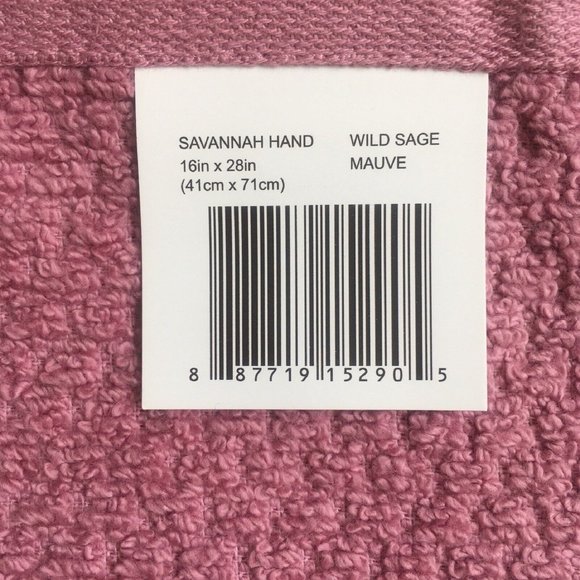 SAVANNAH HAND WILD SAGE
16in x 28in MAUVE
(41cm x 71cm)
8 87719 15290 5